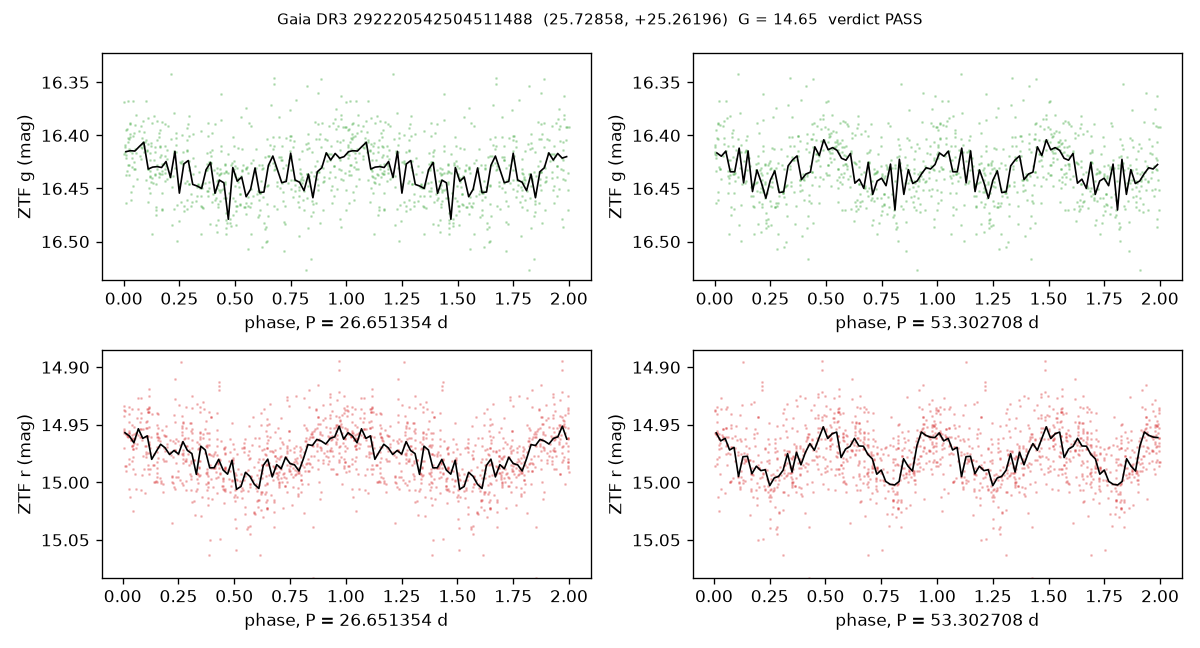 Gaia DR3 292220542504511488  (25.72858, +25.26196)  G = 14.65  verdict PASS
ZTF g (mag)
16.35
16.40
16.45
16.50
0.00 0.25 0.50 0.75 1.00 1.25 1.50 1.75 2.00
phase, P = 26.651354 d
ZTF g (mag)
16.35
16.40
16.45
16.50
0.00 0.25 0.50 0.75 1.00 1.25 1.50 1.75 2.00
phase, P = 53.302708 d
ZTF r (mag)
14.90
14.95
15.00
15.05
0.00 0.25 0.50 0.75 1.00 1.25 1.50 1.75 2.00
phase, P = 26.651354 d
ZTF r (mag)
14.90
14.95
15.00
15.05
0.00 0.25 0.50 0.75 1.00 1.25 1.50 1.75 2.00
phase, P = 53.302708 d